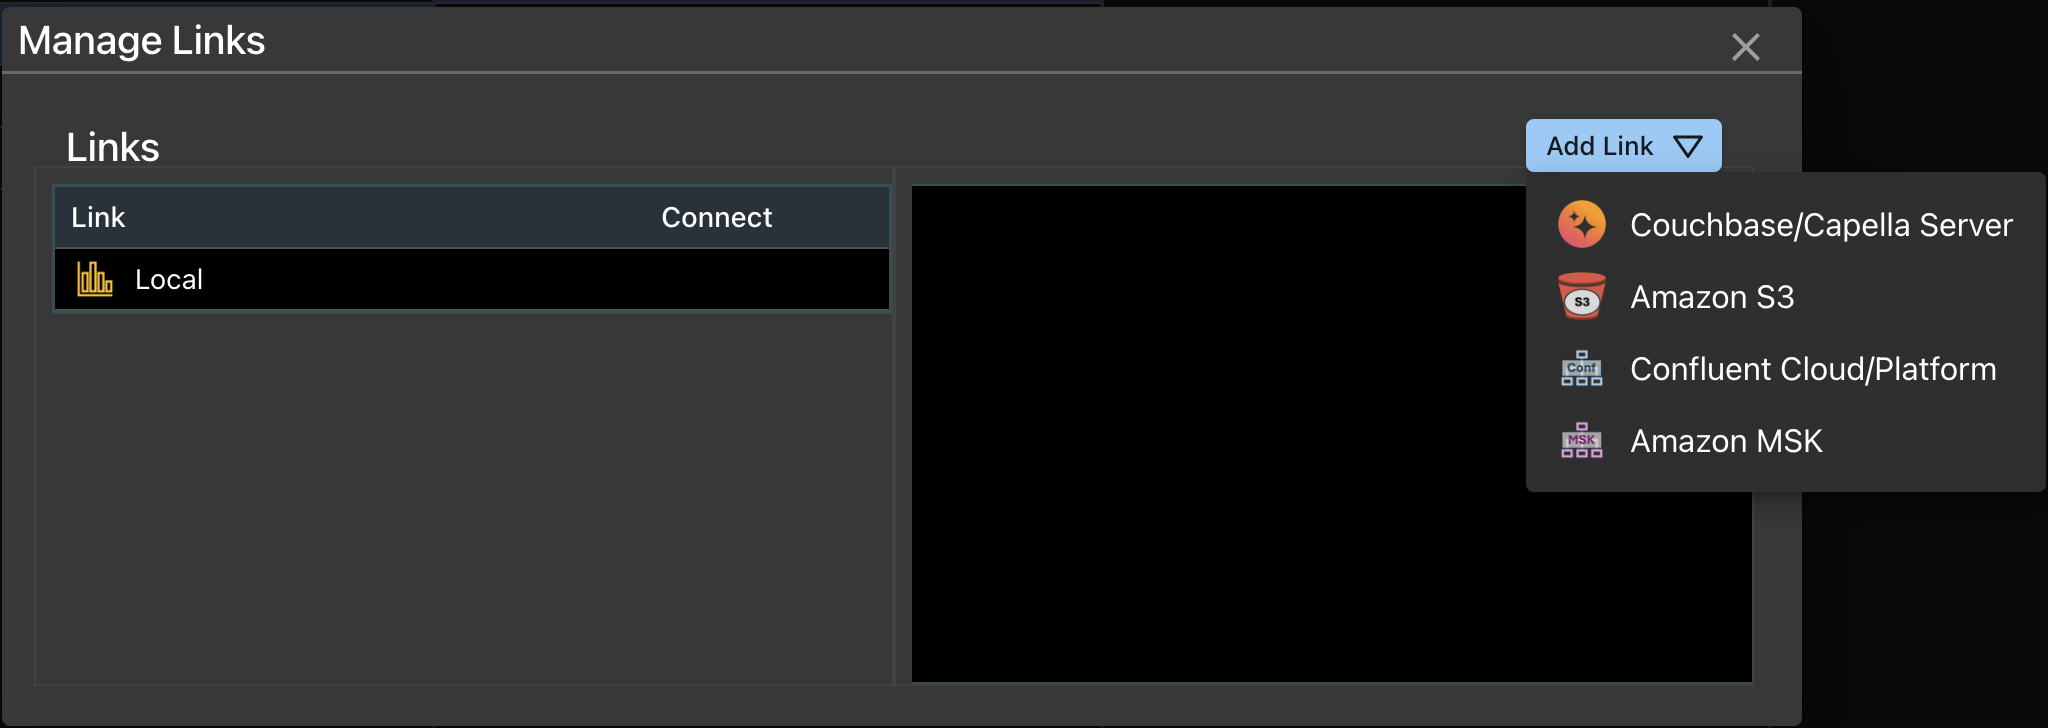 Manage Links
Links
Add Link
Link Connect
Local
Couchbase/Capella Server
S3
Amazon S3
Conf
Confluent Cloud/Platform
MSK
Amazon MSK